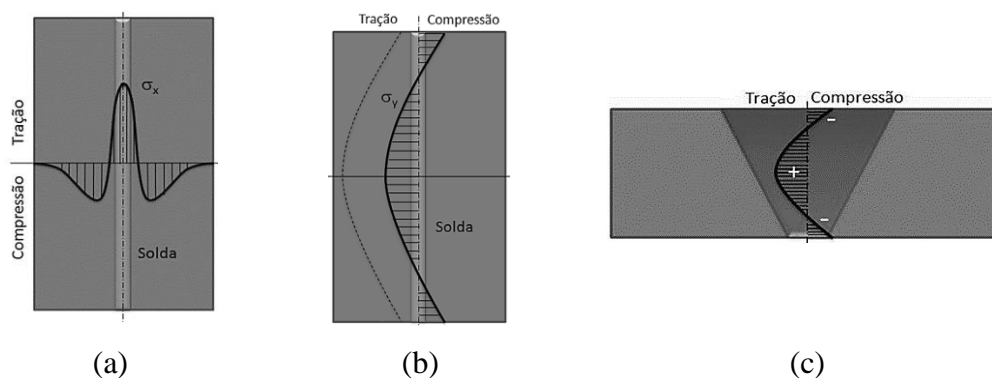 Tração
Compressão
σx
Solda
(a)
Tração Compressão
σy
Solda
(b)
Tração Compressão
-
+
-
(c)